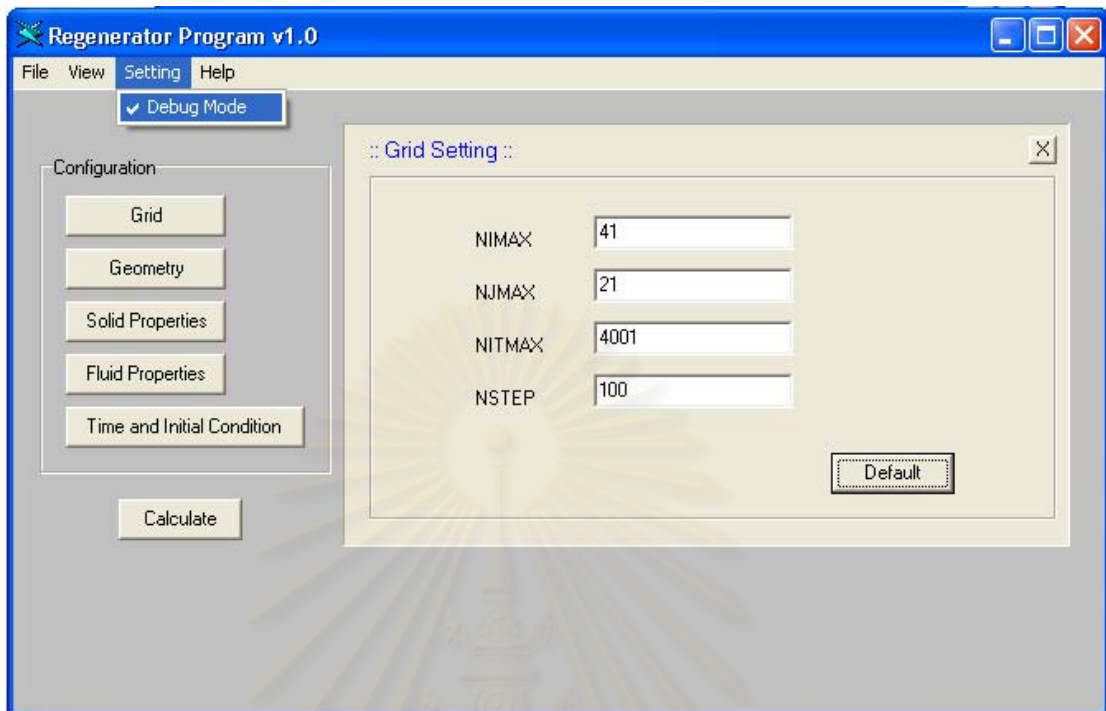 Regenerator Program v1.0
File View Setting Help
Debug Mode
Configuration
Grid
Geometry
Solid Properties
Fluid Properties
Time and Initial Condition
Calculate
:: Grid Setting ::
X
NIMAX 41
NJMAX 21
NITMAX 4001
NSTEP 100
Default